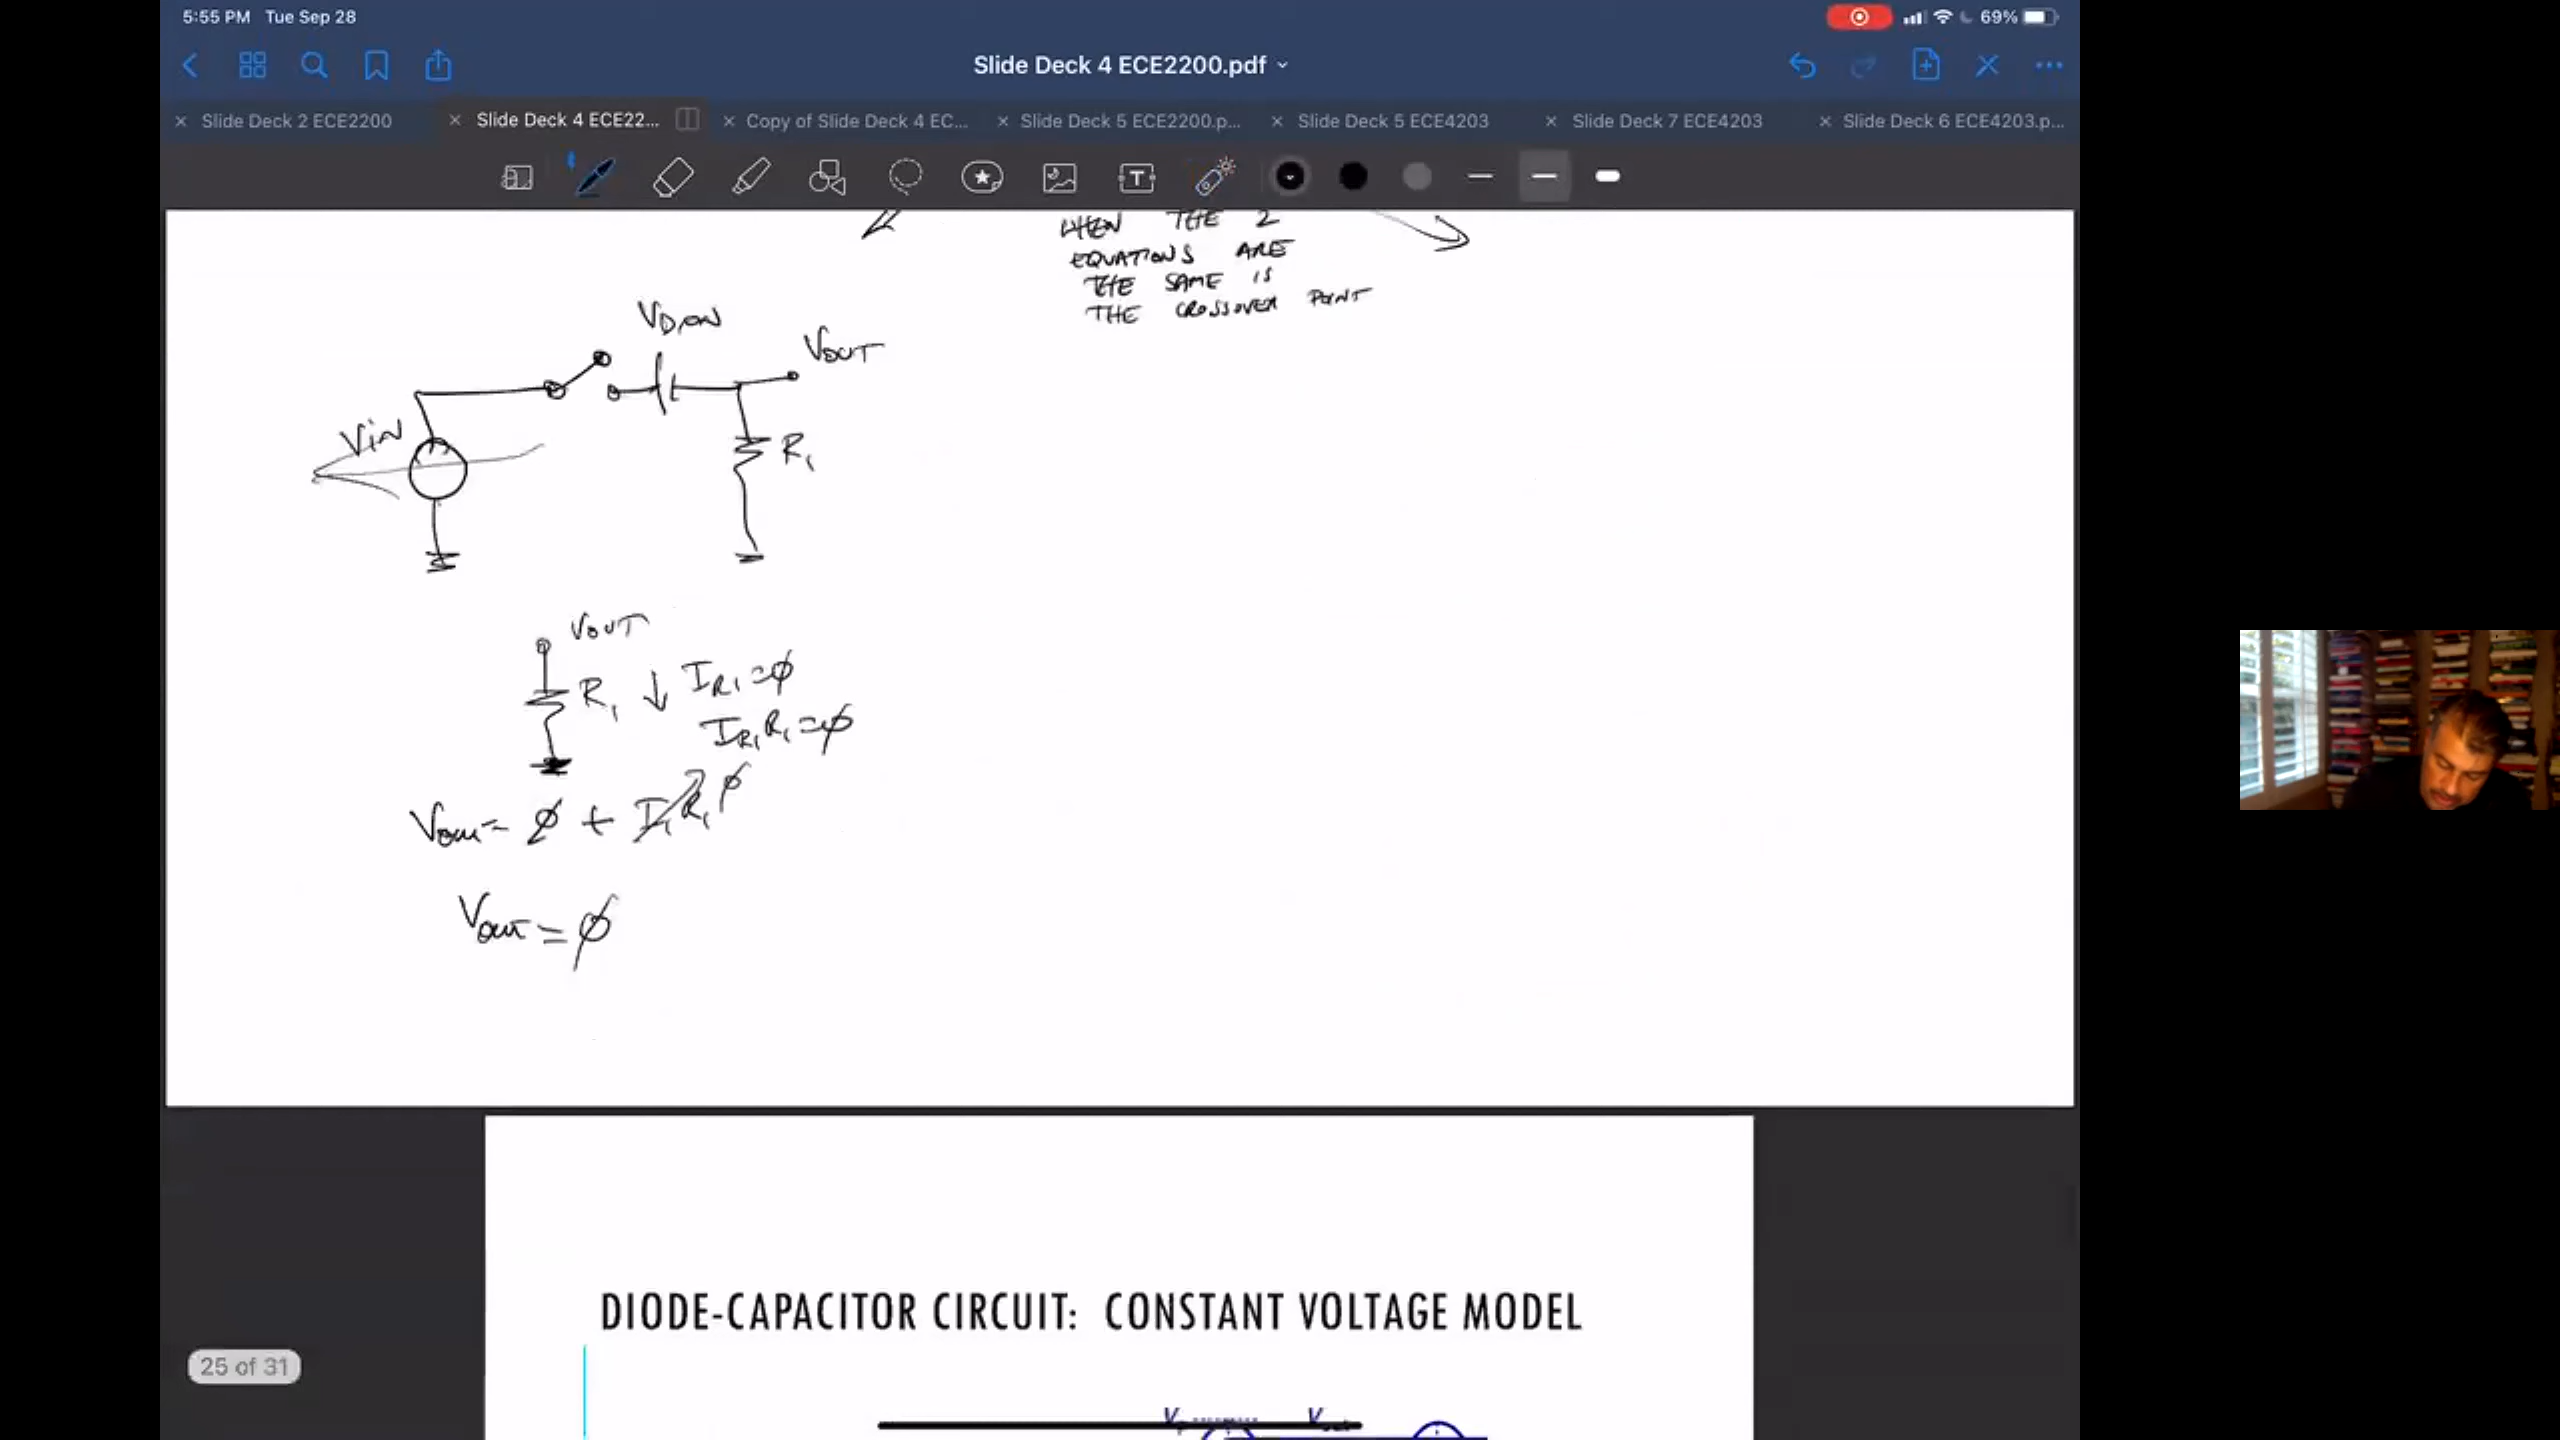 5:55 PM Tue Sep 28
69%
Slide Deck 4 ECE2200.pdf
Slide Deck 2 ECE2200
Slide Deck 4 ECE22...
Copy of Slide Deck 4 EC...
Slide Deck 5 ECE2200.p...
Slide Deck 5 ECE4203
Slide Deck 7 ECE4203
Slide Deck 6 ECE4203.p...
WHEN THE 2
EQUATIONS ARE
THE SAME IS
THE CROSSOVER POINT
VD,ON
VOUT
VIN
R1
VOUT
R1 ↓ IR1 = ϕ
IR1 R1 = ϕ
Vout = ϕ + I1R1 ϕ
Vout = ϕ
DIODE-CAPACITOR CIRCUIT: CONSTANT VOLTAGE MODEL
25 of 31